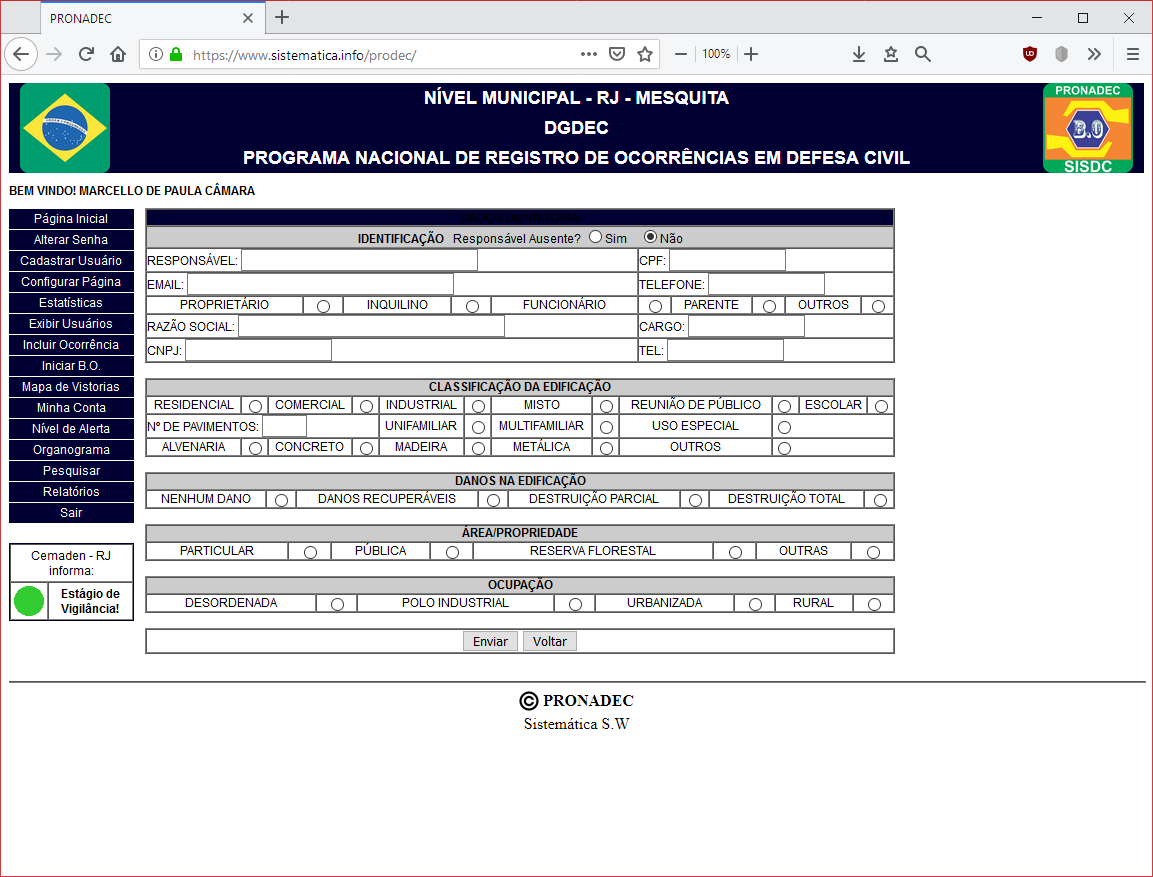 PRONADEC
https://www.sistematica.info/prodec/
100%
NÍVEL MUNICIPAL - RJ - MESQUITA
DGDEC
PROGRAMA NACIONAL DE REGISTRO DE OCORRÊNCIAS EM DEFESA CIVIL
PRONADEC
B.O
SISDC
BEM VINDO! MARCELLO DE PAULA CÂMARA
Página Inicial
Alterar Senha
Cadastrar Usuário
Configurar Página
Estatísticas
Exibir Usuários
Incluir Ocorrência
Iniciar B.O.
Mapa de Vistorias
Minha Conta
Nível de Alerta
Organograma
Pesquisar
Relatórios
Sair
Cemaden - RJ
informa:
Estágio de
Vigilância!
IDENTIFICAÇÃO Responsável Ausente? Sim Não
RESPONSÁVEL: CPF:
EMAIL: TELEFONE:
PROPRIETÁRIO INQUILINO FUNCIONÁRIO PARENTE OUTROS
RAZÃO SOCIAL: CARGO:
CNPJ: TEL:
CLASSIFICAÇÃO DA EDIFICAÇÃO
RESIDENCIAL COMERCIAL INDUSTRIAL MISTO REUNIÃO DE PÚBLICO ESCOLAR
Nº DE PAVIMENTOS: UNIFAMILIAR MULTIFAMILIAR USO ESPECIAL
ALVENARIA CONCRETO MADEIRA METÁLICA OUTROS
DANOS NA EDIFICAÇÃO
NENHUM DANO DANOS RECUPERÁVEIS DESTRUIÇÃO PARCIAL DESTRUIÇÃO TOTAL
ÁREA/PROPRIEDADE
PARTICULAR PÚBLICA RESERVA FLORESTAL OUTRAS
OCUPAÇÃO
DESORDENADA POLO INDUSTRIAL URBANIZADA RURAL
Enviar Voltar
© PRONADEC
Sistemática S.W